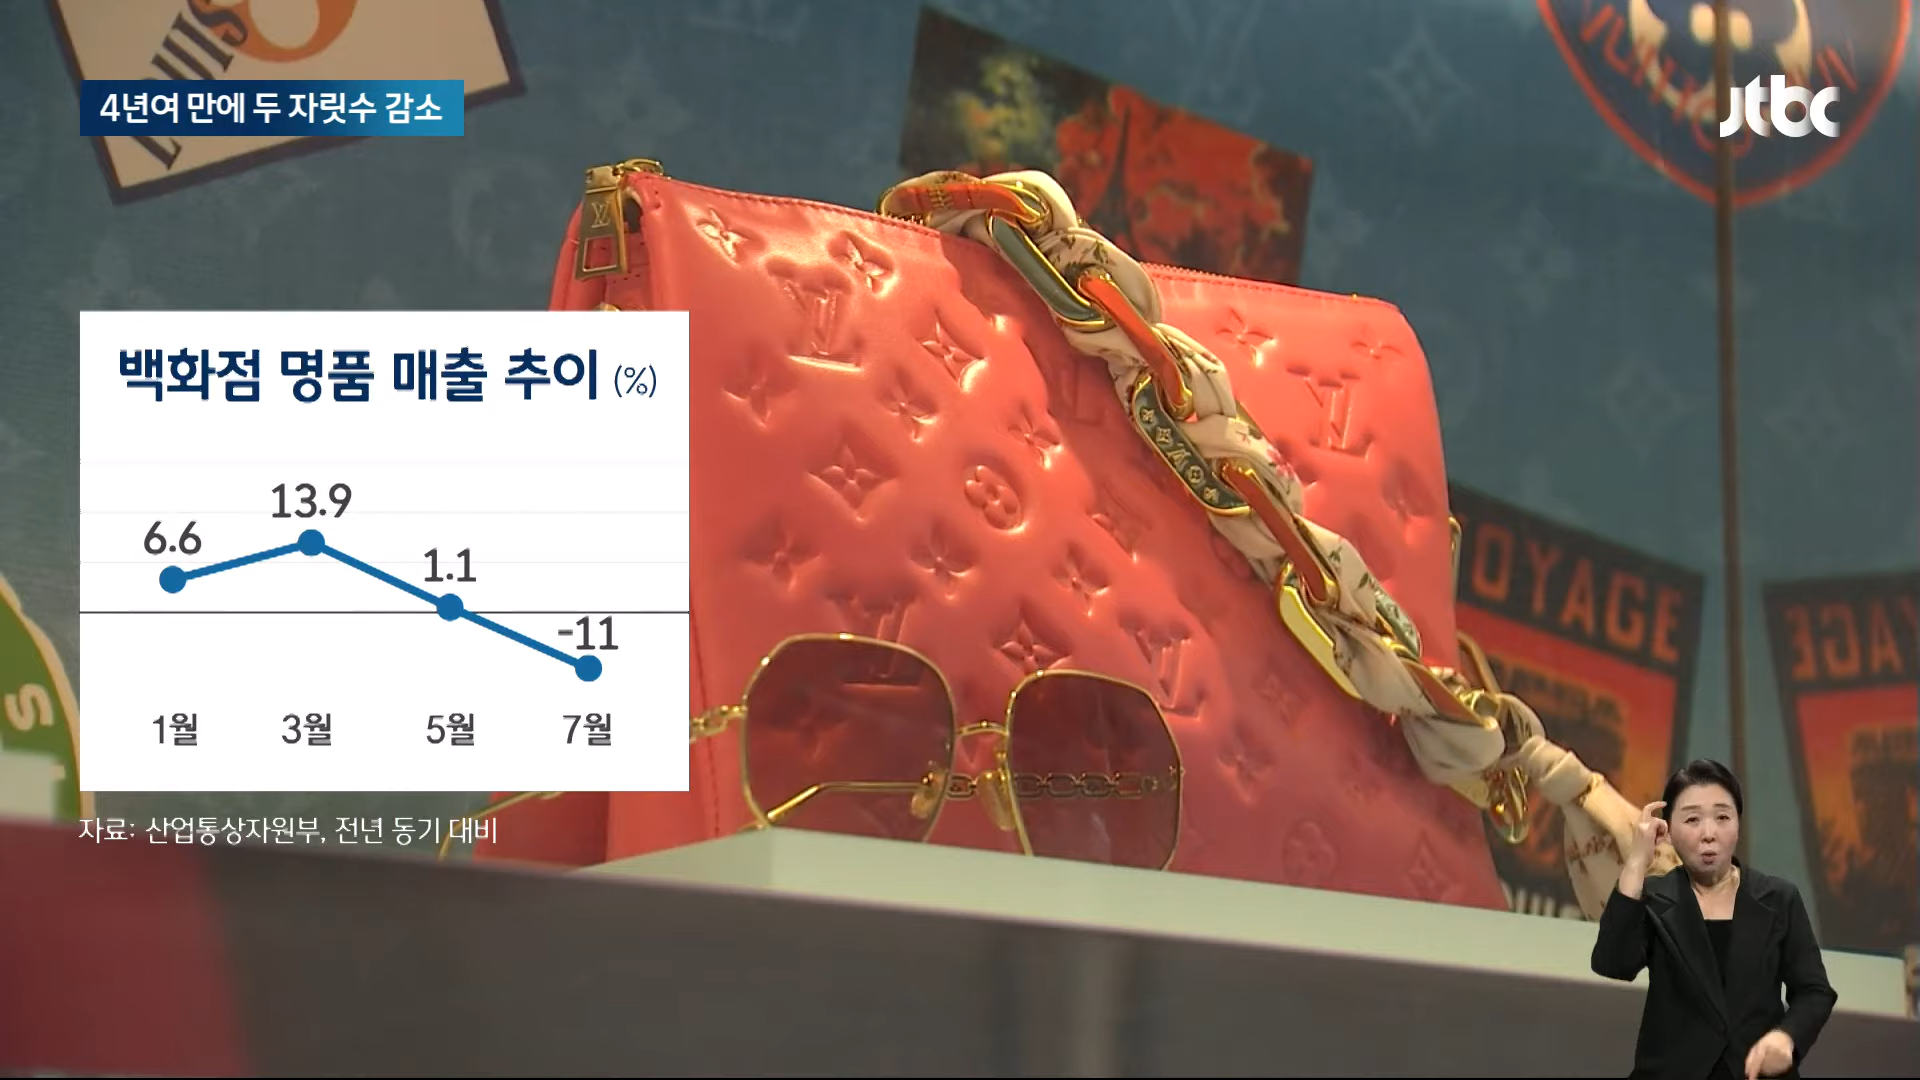 4년여 만에 두 자릿수 감소
jtbc
백화점 명품 매출 추이 (%)
6.6
13.9
1.1
-11
1월 3월 5월 7월
자료: 산업통상자원부, 전년 동기 대비
LOUIS
VOYAGE
LV